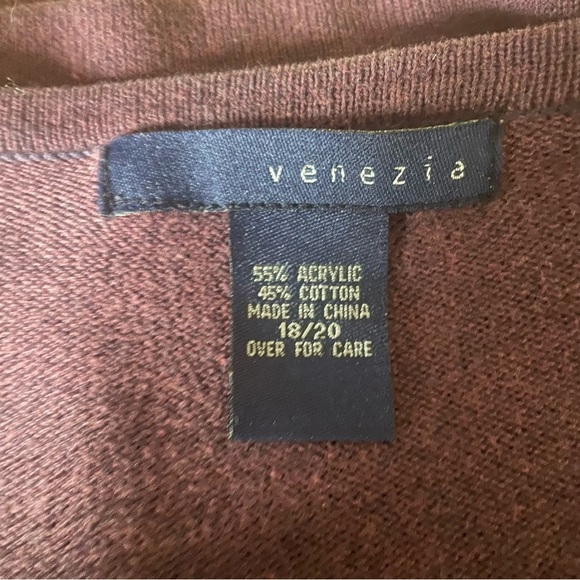 venezia
55% ACRYLIC
45% COTTON
MADE IN CHINA
18/20
OVER FOR CARE